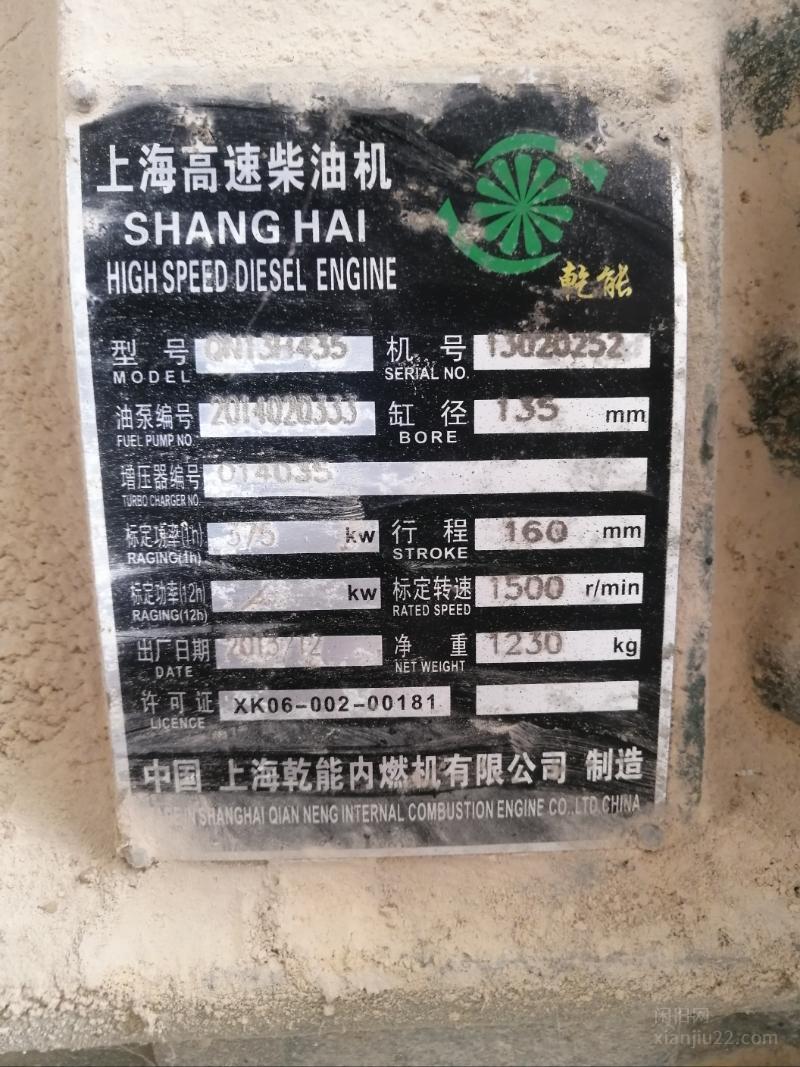 上海高速柴油机
SHANG HAI
HIGH SPEED DIESEL ENGINE
乾能
型号 QN13H435 机号 13020252
MODEL SERIAL NO.
油泵编号 2014020333 缸径 135 mm
FUEL PUMP NO. BORE
增压器编号 014035
TURBO CHARGER NO.
标定功率(1h) 375 kw 行程 160 mm
RAGING(1h) STROKE
标定功率(12h) kw 标定转速 1500 r/min
RAGING(12h) RATED SPEED
出厂日期 净重 1230 kg
DATE NET WEIGHT
许可证 XK06-002-00181
LICENCE
中国 上海乾能内燃机有限公司 制造
SHANGHAI QIAN NENG INTERNAL COMBUSTION ENGINE CO.,LTD CHINA
闲旧网
xianjiu22.com